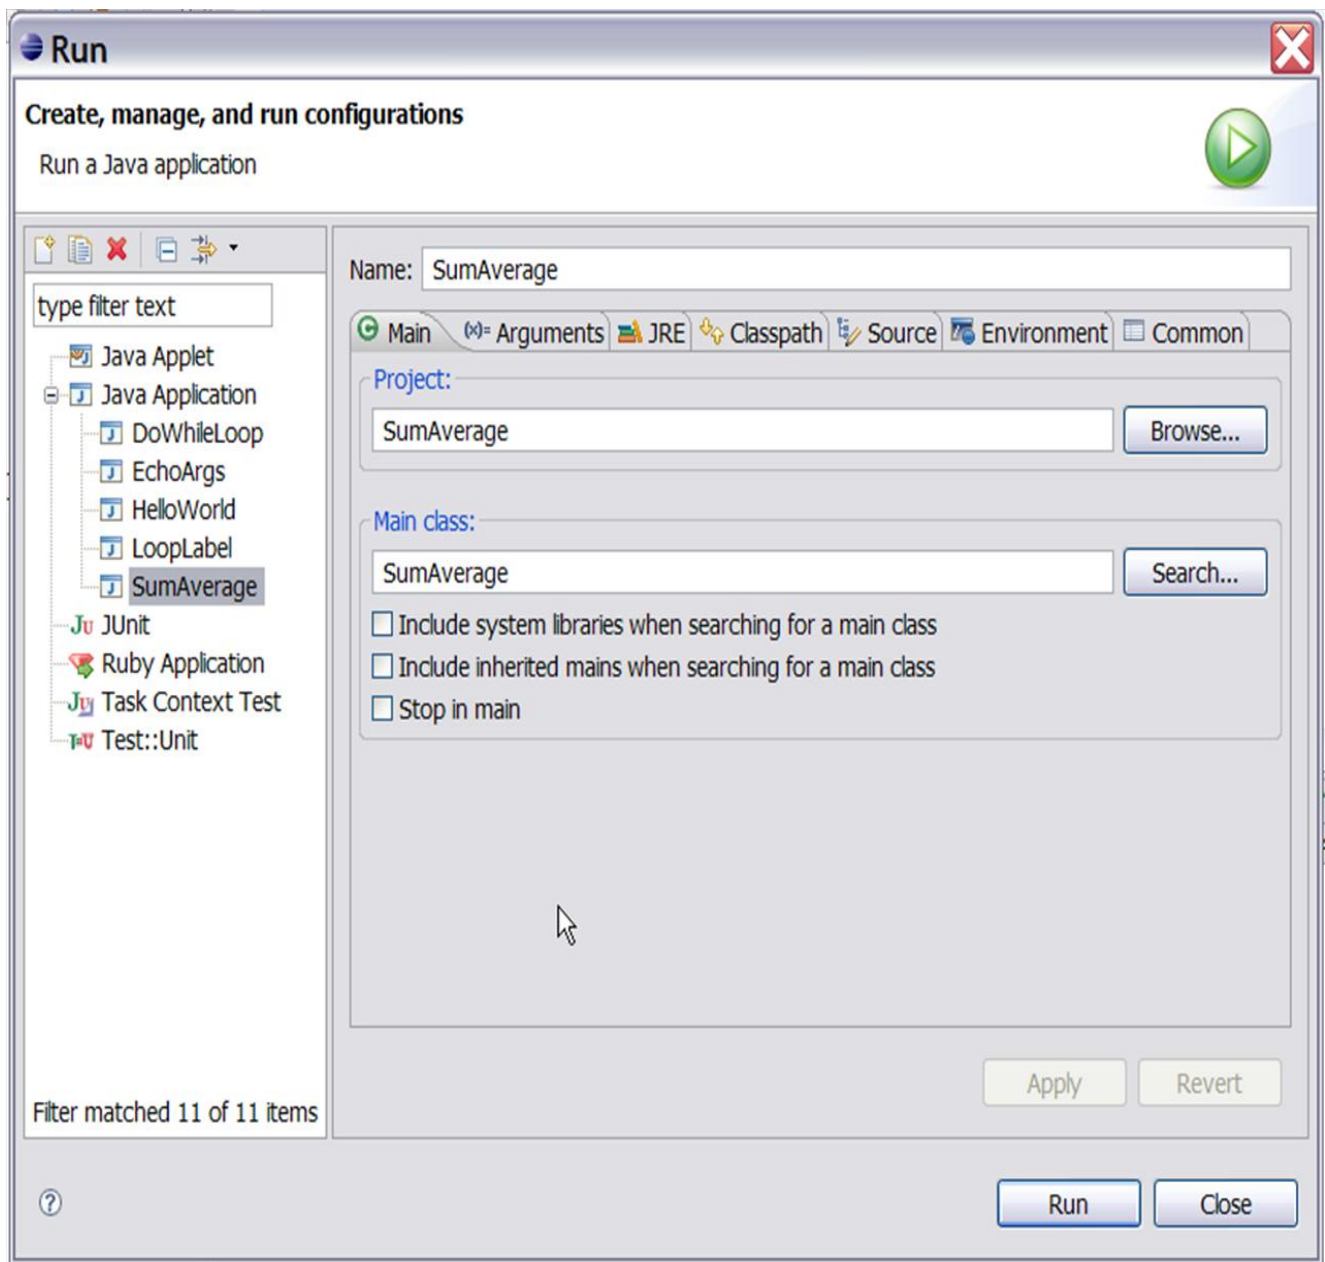 Run
Create, manage, and run configurations
Run a Java application
type filter text
Java Applet
Java Application
DoWhileLoop
EchoArgs
HelloWorld
LoopLabel
SumAverage
JUnit
Ruby Application
Task Context Test
Test::Unit
Filter matched 11 of 11 items
Name: SumAverage
Main (x)= Arguments JRE Classpath Source Environment Common
Project:
SumAverage Browse...
Main class:
SumAverage Search...
Include system libraries when searching for a main class
Include inherited mains when searching for a main class
Stop in main
Apply Revert
Run Close